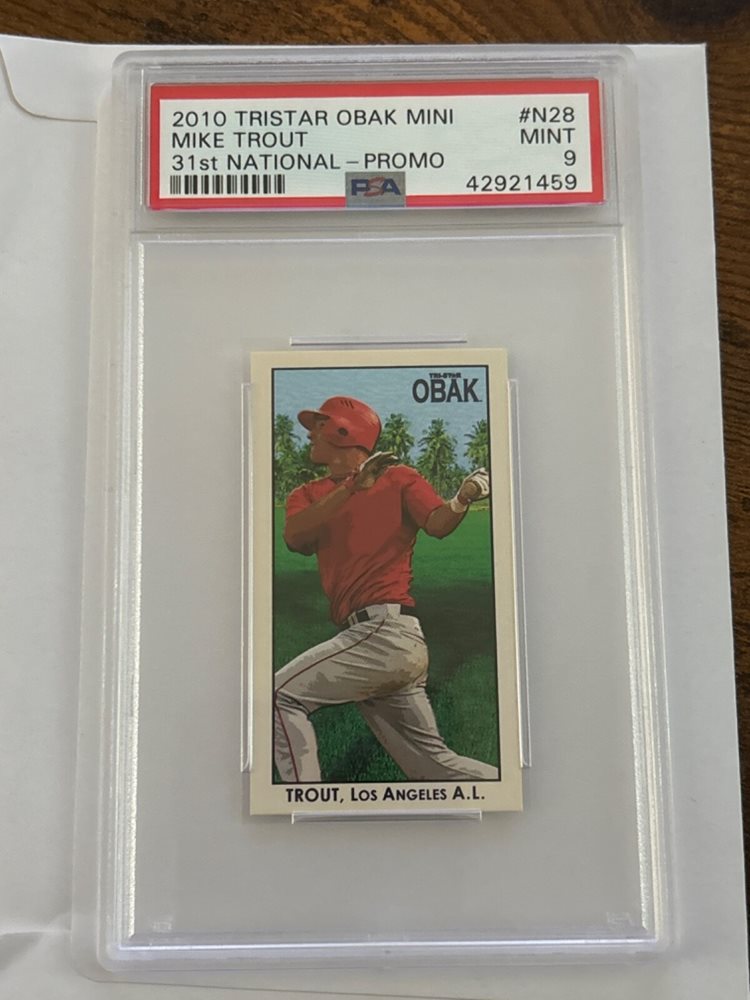 2010 TRISTAR OBAK MINI #N28
MIKE TROUT MINT
31st NATIONAL – PROMO 9
PSA 42921459
TRI-STAR
OBAK
TROUT, LOS ANGELES A.L.